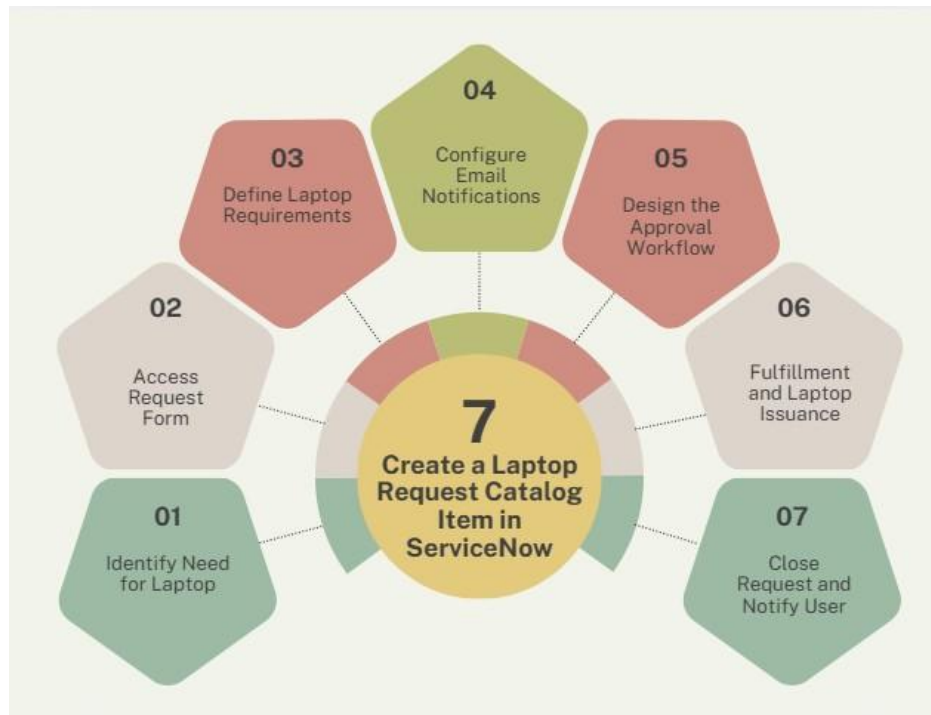 7
Create a Laptop
Request Catalog
Item in
ServiceNow
01
Identify Need
for Laptop
02
Access
Request
Form
03
Define Laptop
Requirements
04
Configure
Email
Notifications
05
Design the
Approval
Workflow
06
Fulfillment
and Laptop
Issuance
07
Close
Request and
Notify User